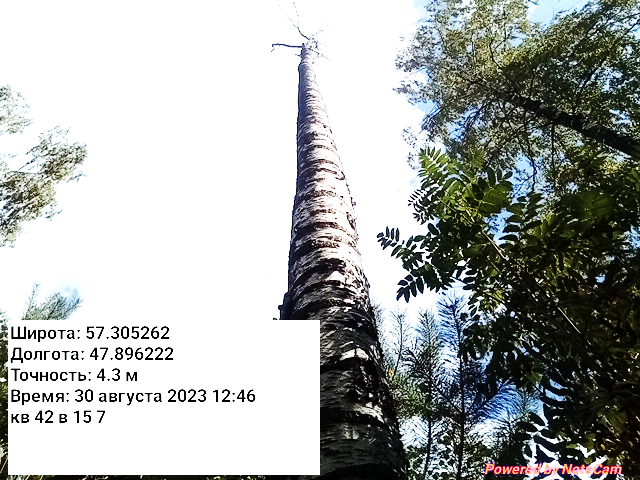 Широта: 57.305262
Долгота: 47.896222
Точность: 4.3 м
Время: 30 августа 2023 12:46
кв 42 в 15 7
Powered by NoteCam